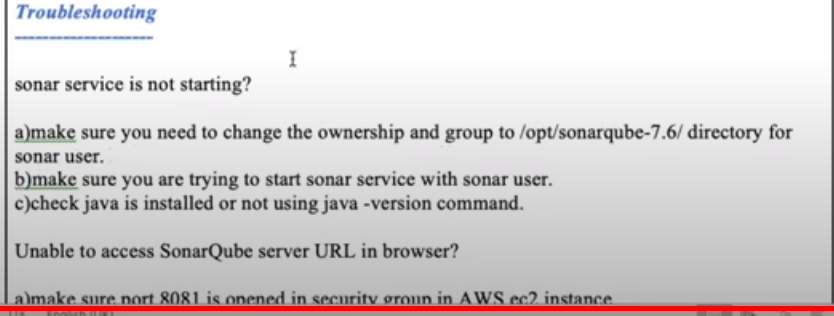 Troubleshooting
--------------------
sonar service is not starting?
a)make sure you need to change the ownership and group to /opt/sonarqube-7.6/ directory for
sonar user.
b)make sure you are trying to start sonar service with sonar user.
c)check java is installed or not using java -version command.
Unable to access SonarQube server URL in browser?
a)make sure port 8081 is opened in security group in AWS ec2 instance